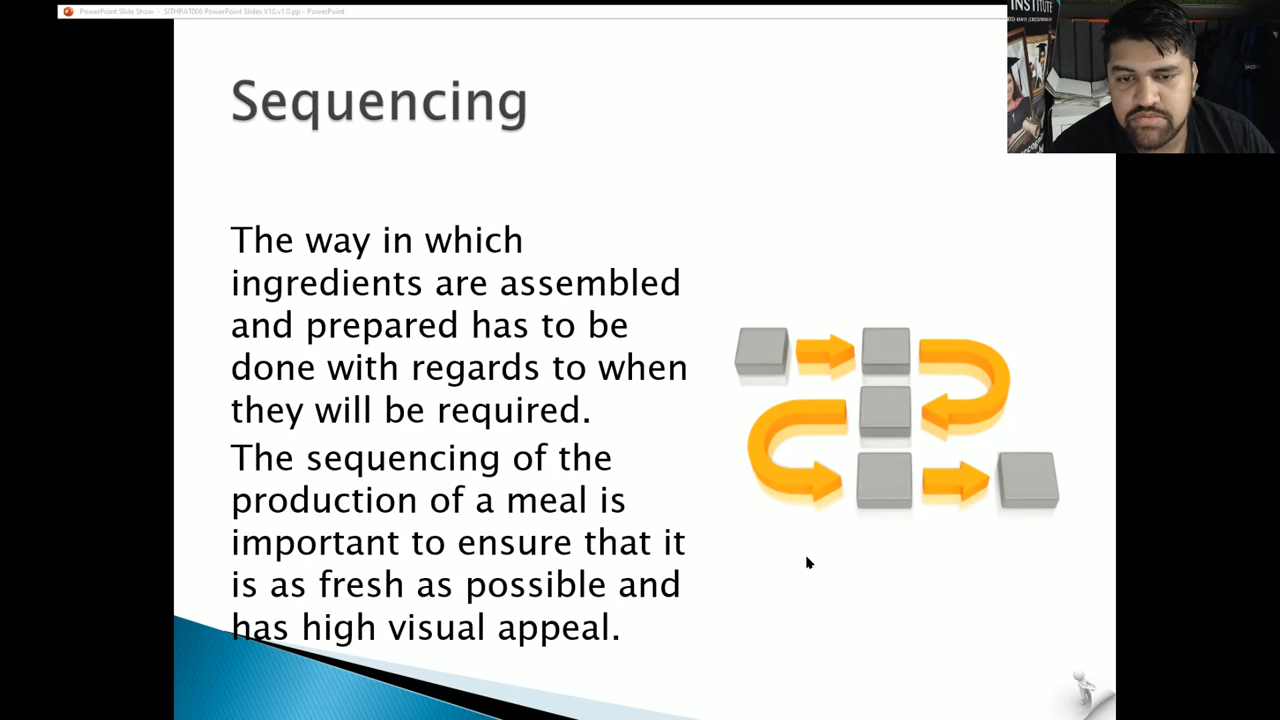 PowerPoint Slide Show - SITHPAT006 PowerPoint Slides V10.v1.0.pp - PowerPoint
INSTITUTE
Sequencing
The way in which
ingredients are assembled
and prepared has to be
done with regards to when
they will be required.
The sequencing of the
production of a meal is
important to ensure that it
is as fresh as possible and
has high visual appeal.